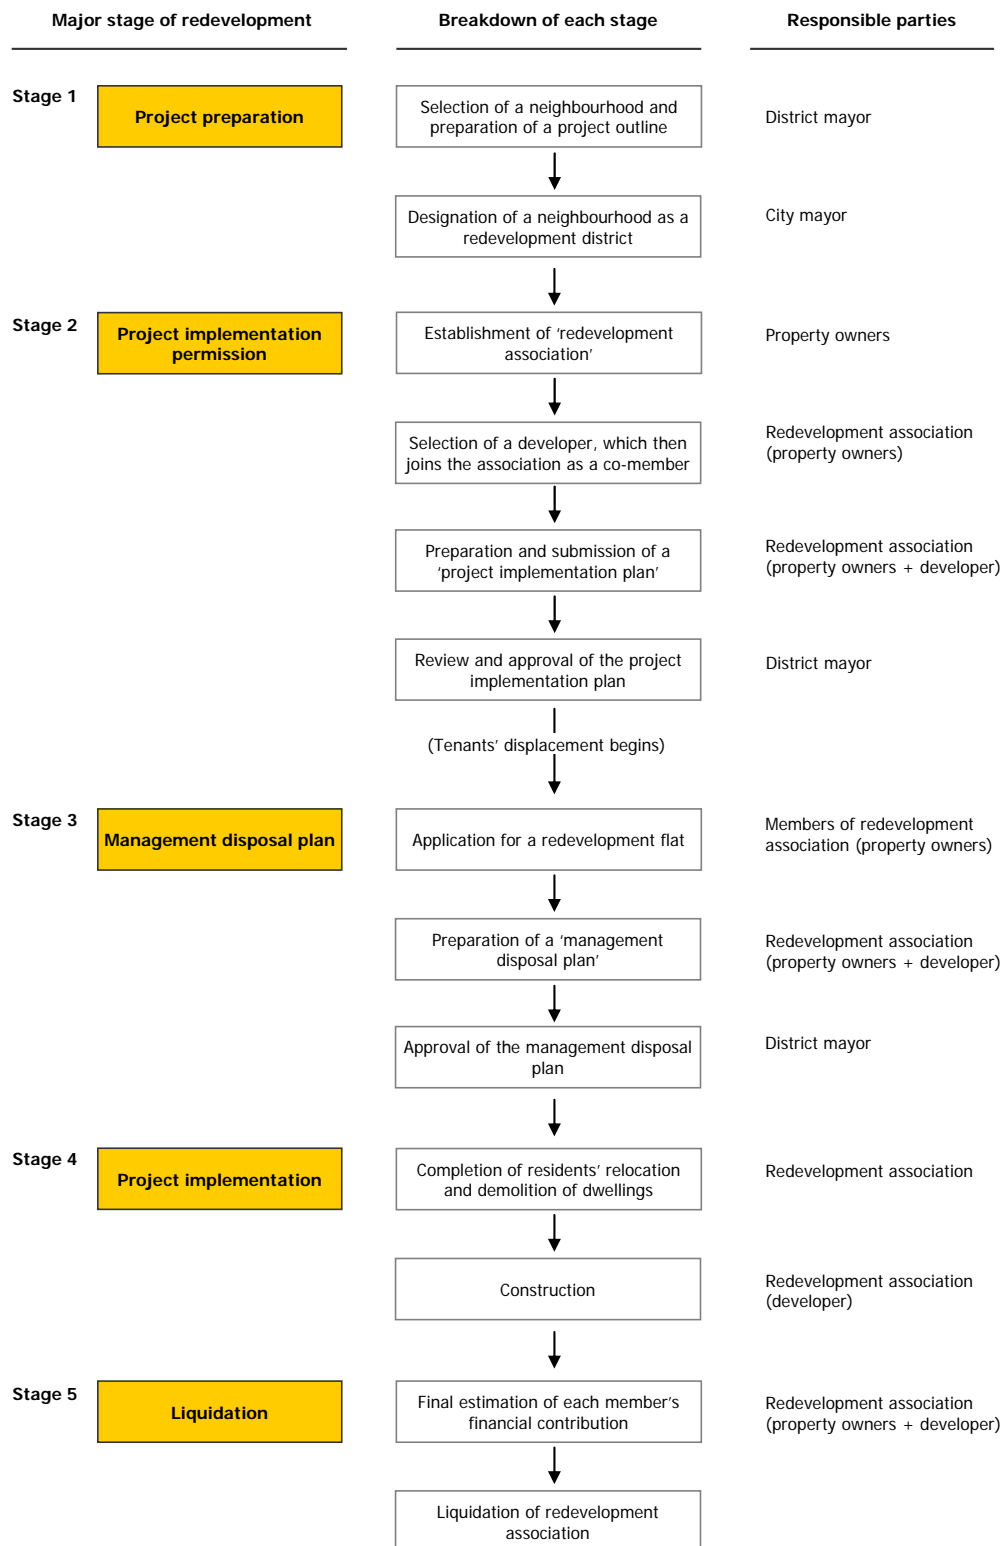 Major stage of redevelopment
Breakdown of each stage
Responsible parties
Stage 1
Project preparation
Selection of a neighbourhood and
preparation of a project outline
District mayor
Designation of a neighbourhood as a
redevelopment district
City mayor
Stage 2
Project implementation
permission
Establishment of ‘redevelopment
association’
Property owners
Selection of a developer, which then
joins the association as a co-member
Redevelopment association
(property owners)
Preparation and submission of a
‘project implementation plan’
Redevelopment association
(property owners + developer)
Review and approval of the project
implementation plan
District mayor
(Tenants’ displacement begins)
Stage 3
Management disposal plan
Application for a redevelopment flat
Members of redevelopment
association (property owners)
Preparation of a ‘management
disposal plan’
Redevelopment association
(property owners + developer)
Approval of the management disposal
plan
District mayor
Stage 4
Project implementation
Completion of residents’ relocation
and demolition of dwellings
Redevelopment association
Construction
Redevelopment association
(developer)
Stage 5
Liquidation
Final estimation of each member’s
financial contribution
Redevelopment association
(property owners + developer)
Liquidation of redevelopment
association